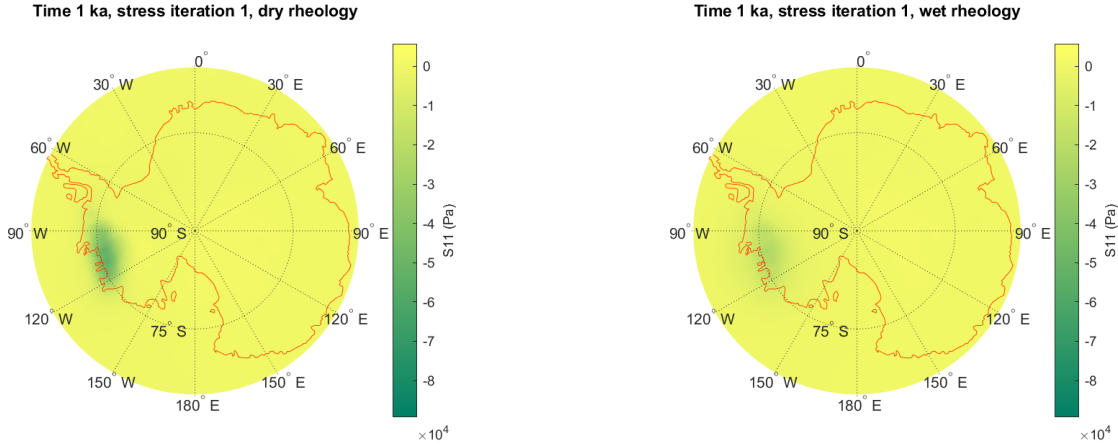 Time 1 ka, stress iteration 1, dry rheology
0°
30° W
30° E
60° W
60° E
90° W
90° S
90° E
120° W
75° S
120° E
150° W
150° E
180° E
0
-1
-2
-3
-4
-5
-6
-7
-8
S11 (Pa)
×10⁴
Time 1 ka, stress iteration 1, wet rheology
0°
30° W
30° E
60° W
60° E
90° W
90° S
90° E
120° W
75° S
120° E
150° W
150° E
180° E
0
-1
-2
-3
-4
-5
-6
-7
-8
S11 (Pa)
×10⁴